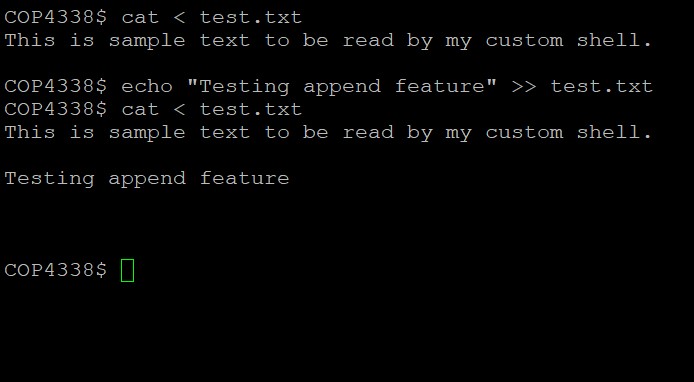 COP4338$ cat < test.txt
This is sample text to be read by my custom shell.
COP4338$ echo "Testing append feature" >> test.txt
COP4338$ cat < test.txt
This is sample text to be read by my custom shell.
Testing append feature
COP4338$